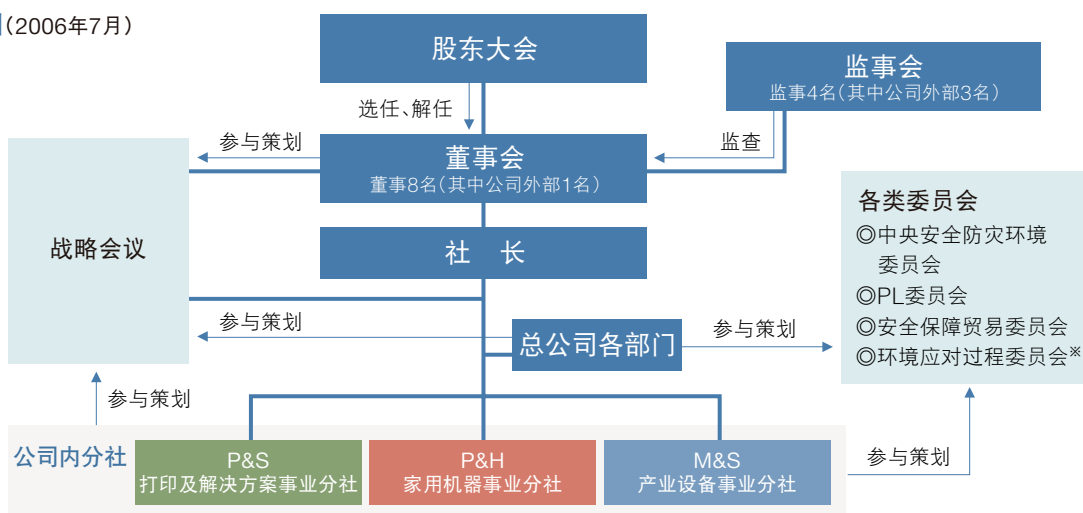 (2006年7月)
股东大会
监事会
监事4名(其中公司外部3名)
选任、解任
参与策划
监查
董事会
董事8名(其中公司外部1名)
战略会议
社 长
各类委员会
◎中央安全防灾环境
委员会
◎PL委员会
◎安全保障贸易委员会
◎环境应对过程委员会※
参与策划
总公司各部门
参与策划
参与策划
公司内分社
P&S
打印及解决方案事业分社
P&H
家用机器事业分社
M&S
产业设备事业分社
参与策划